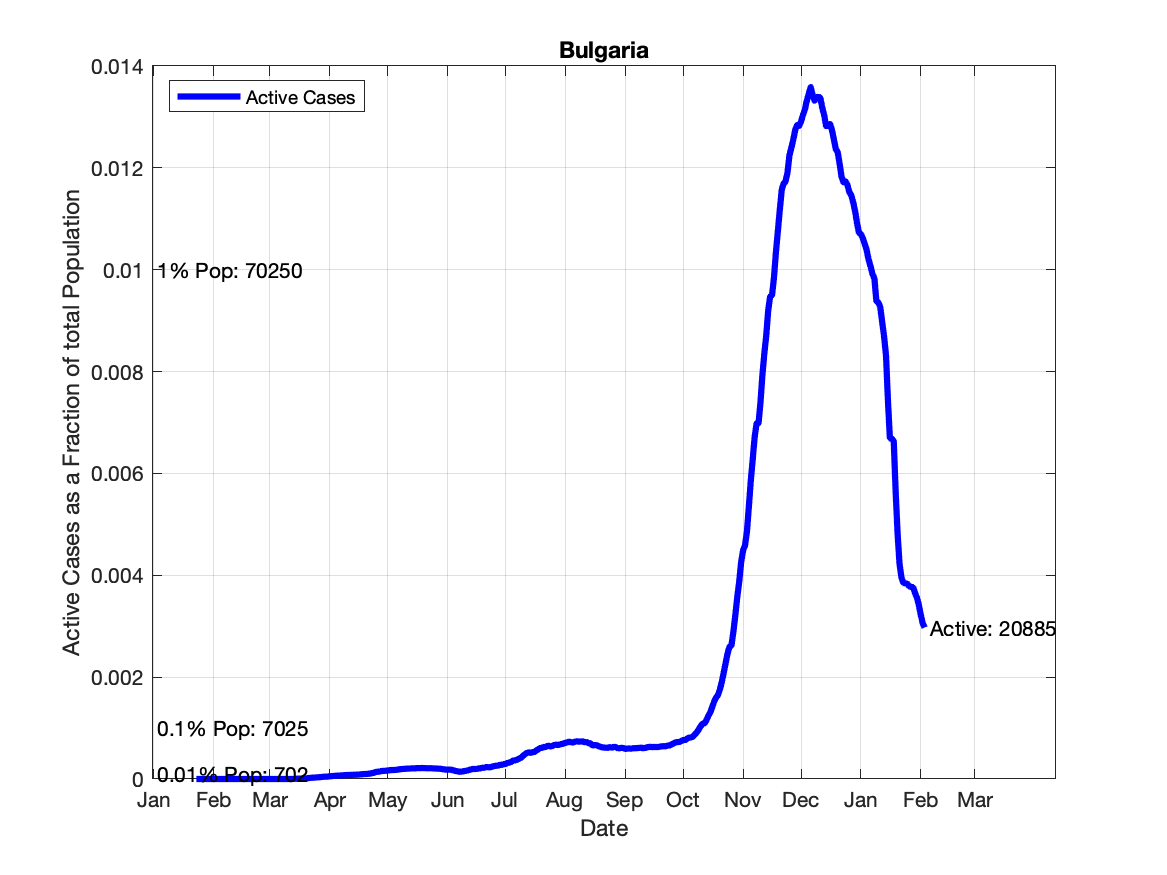 Bulgaria
0.014
Active Cases
0.012
1% Pop: 70250
0.01
0.008
0.006
0.004
Active: 20885
0.002
0.1% Pop: 7025
0.01% Pop: 702
0
Jan Feb Mar Apr May Jun Jul Aug Sep Oct Nov Dec Jan Feb Mar
Date
Active Cases as a Fraction of total Population